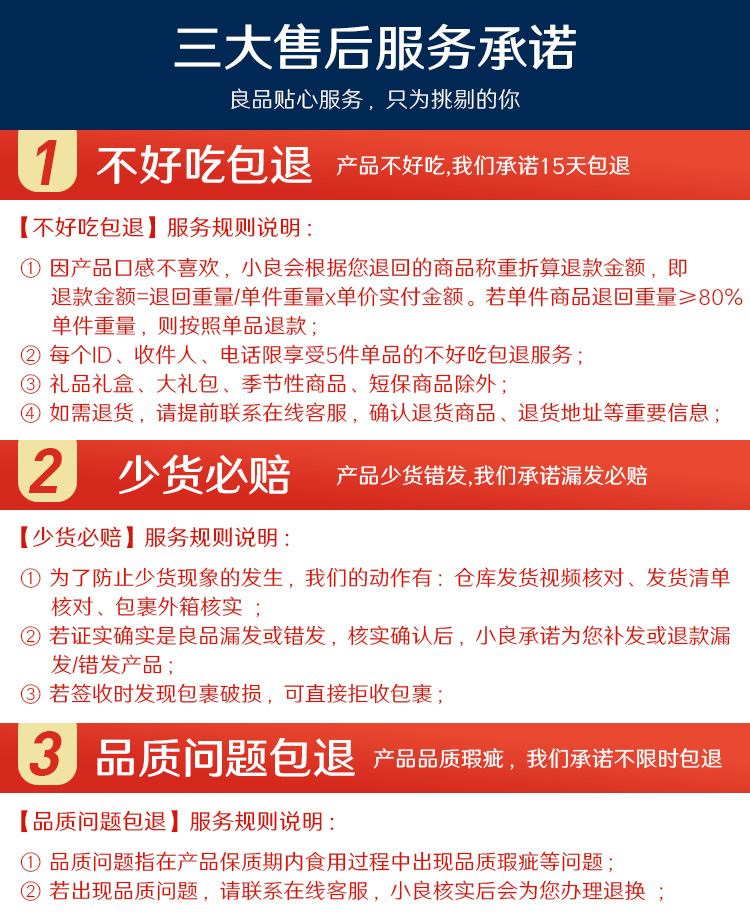 三大售后服务承诺
良品贴心服务，只为挑剔的你
1 不好吃包退 产品不好吃,我们承诺15天包退
【不好吃包退】服务规则说明：
① 因产品口感不喜欢，小良会根据您退回的商品称重折算退款金额，即
退款金额=退回重量/单件重量x单价实付金额。若单件商品退回重量≥80%
单件重量，则按照单品退款；
② 每个ID、收件人、电话限享受5件单品的不好吃包退服务；
③ 礼品礼盒、大礼包、季节性商品、短保商品除外；
④ 如需退货，请提前联系在线客服，确认退货商品、退货地址等重要信息；
2 少货必赔 产品少货错发,我们承诺漏发必赔
【少货必赔】服务规则说明：
① 为了防止少货现象的发生，我们的动作有：仓库发货视频核对、发货清单
核对、包裹外箱核实 ；
② 若证实确实是良品漏发或错发，核实确认后，小良承诺为您补发或退款漏
发/错发产品；
③ 若签收时发现包裹破损，可直接拒收包裹；
3 品质问题包退 产品品质瑕疵，我们承诺不限时包退
【品质问题包退】服务规则说明：
① 品质问题指在产品保质期内食用过程中出现品质瑕疵等问题；
② 若出现品质问题，请联系在线客服，小良核实后会为您办理退换 ；